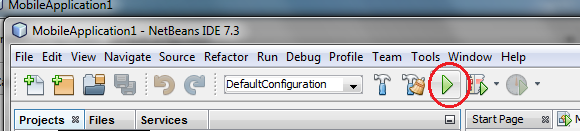 MobileApplication1
MobileApplication1 - NetBeans IDE 7.3
File Edit View Navigate Source Refactor Run Debug Profile Team Tools Window Help
DefaultConfiguration
Projects Files Services Start Page